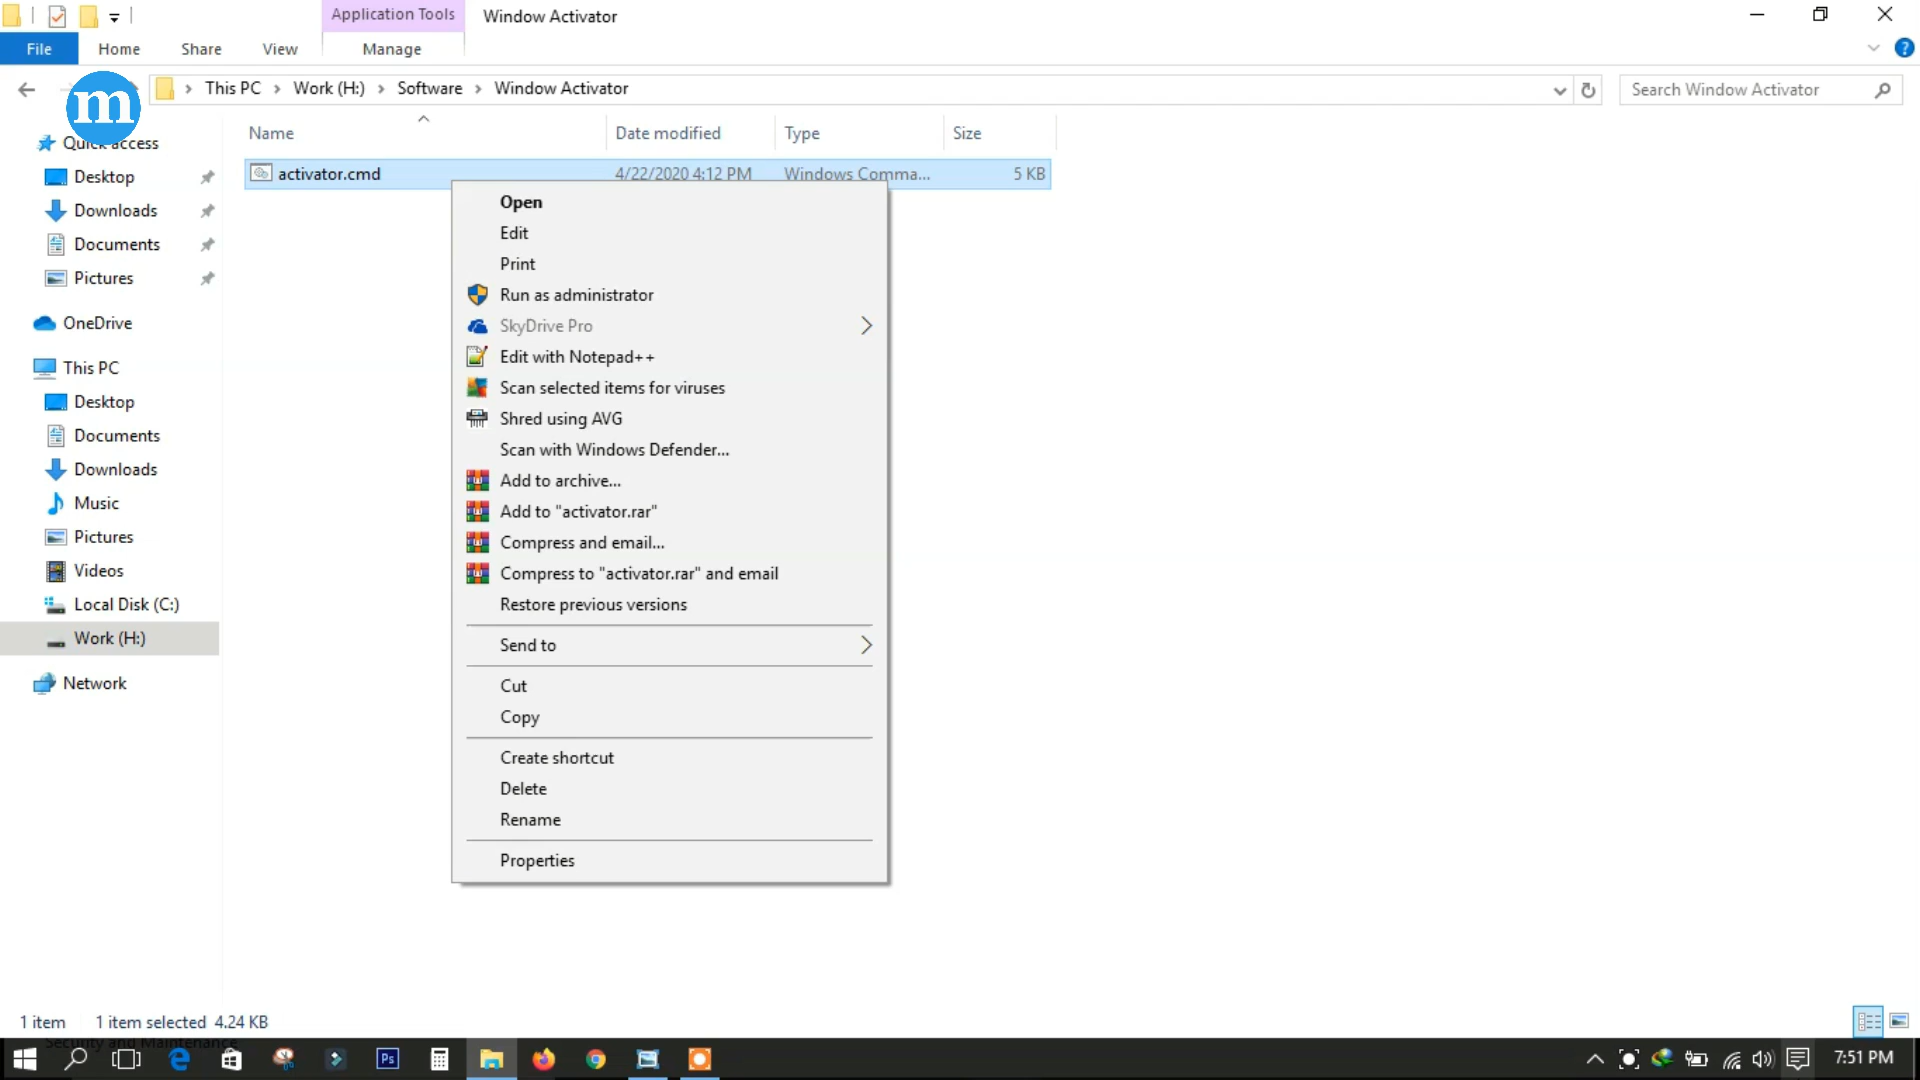 Application Tools
Window Activator
File
Home
Share
View
Manage
m
This PC
Work (H:)
Software
Window Activator
Search Window Activator
Name
Date modified
Type
Size
activator.cmd
4/22/2020 4:12 PM
Windows Comma...
5 KB
Quick access
Desktop
Downloads
Documents
Pictures
OneDrive
This PC
Desktop
Documents
Downloads
Music
Pictures
Videos
Local Disk (C:)
Work (H:)
Network
Open
Edit
Print
Run as administrator
SkyDrive Pro
Edit with Notepad++
Scan selected items for viruses
Shred using AVG
Scan with Windows Defender...
Add to archive...
Add to "activator.rar"
Compress and email...
Compress to "activator.rar" and email
Restore previous versions
Send to
Cut
Copy
Create shortcut
Delete
Rename
Properties
1 item
1 item selected 4.24 KB
Security and Maintenance
Ps
7:51 PM